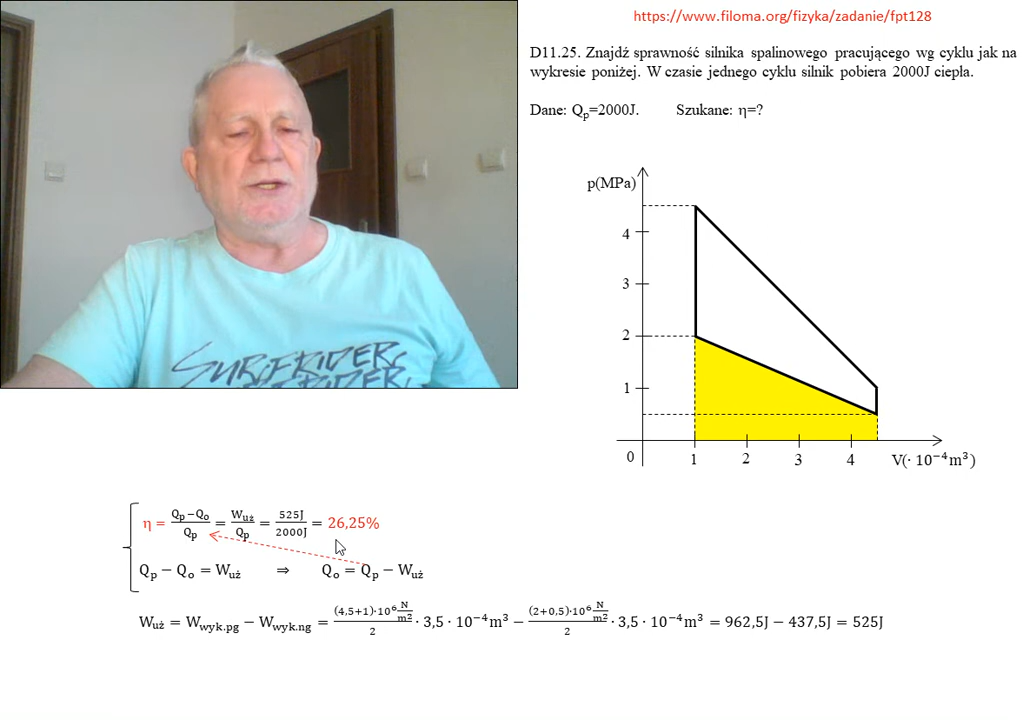 https://www.filoma.org/fizyka/zadanie/fpt128
D11.25. Znajdź sprawność silnika spalinowego pracującego wg cyklu jak na
wykresie poniżej. W czasie jednego cyklu silnik pobiera 2000J ciepła.
Dane: Qp=2000J. Szukane: η=?
p(MPa)
4
3
2
1
0 1 2 3 4 V(· 10⁻⁴m³)
SURFRIDER
η = (Qp−Qo)/Qp = Wuż/Qp = 525J/2000J = 26,25%
Qp − Qo = Wuż ⇒ Qo = Qp − Wuż
Wuż = Wwyk.pg − Wwyk.ng = ((4,5+1)·10⁶ N/m²)/2 · 3,5 · 10⁻⁴m³ − ((2+0,5)·10⁶ N/m²)/2 · 3,5 · 10⁻⁴m³ = 962,5J − 437,5J = 525J